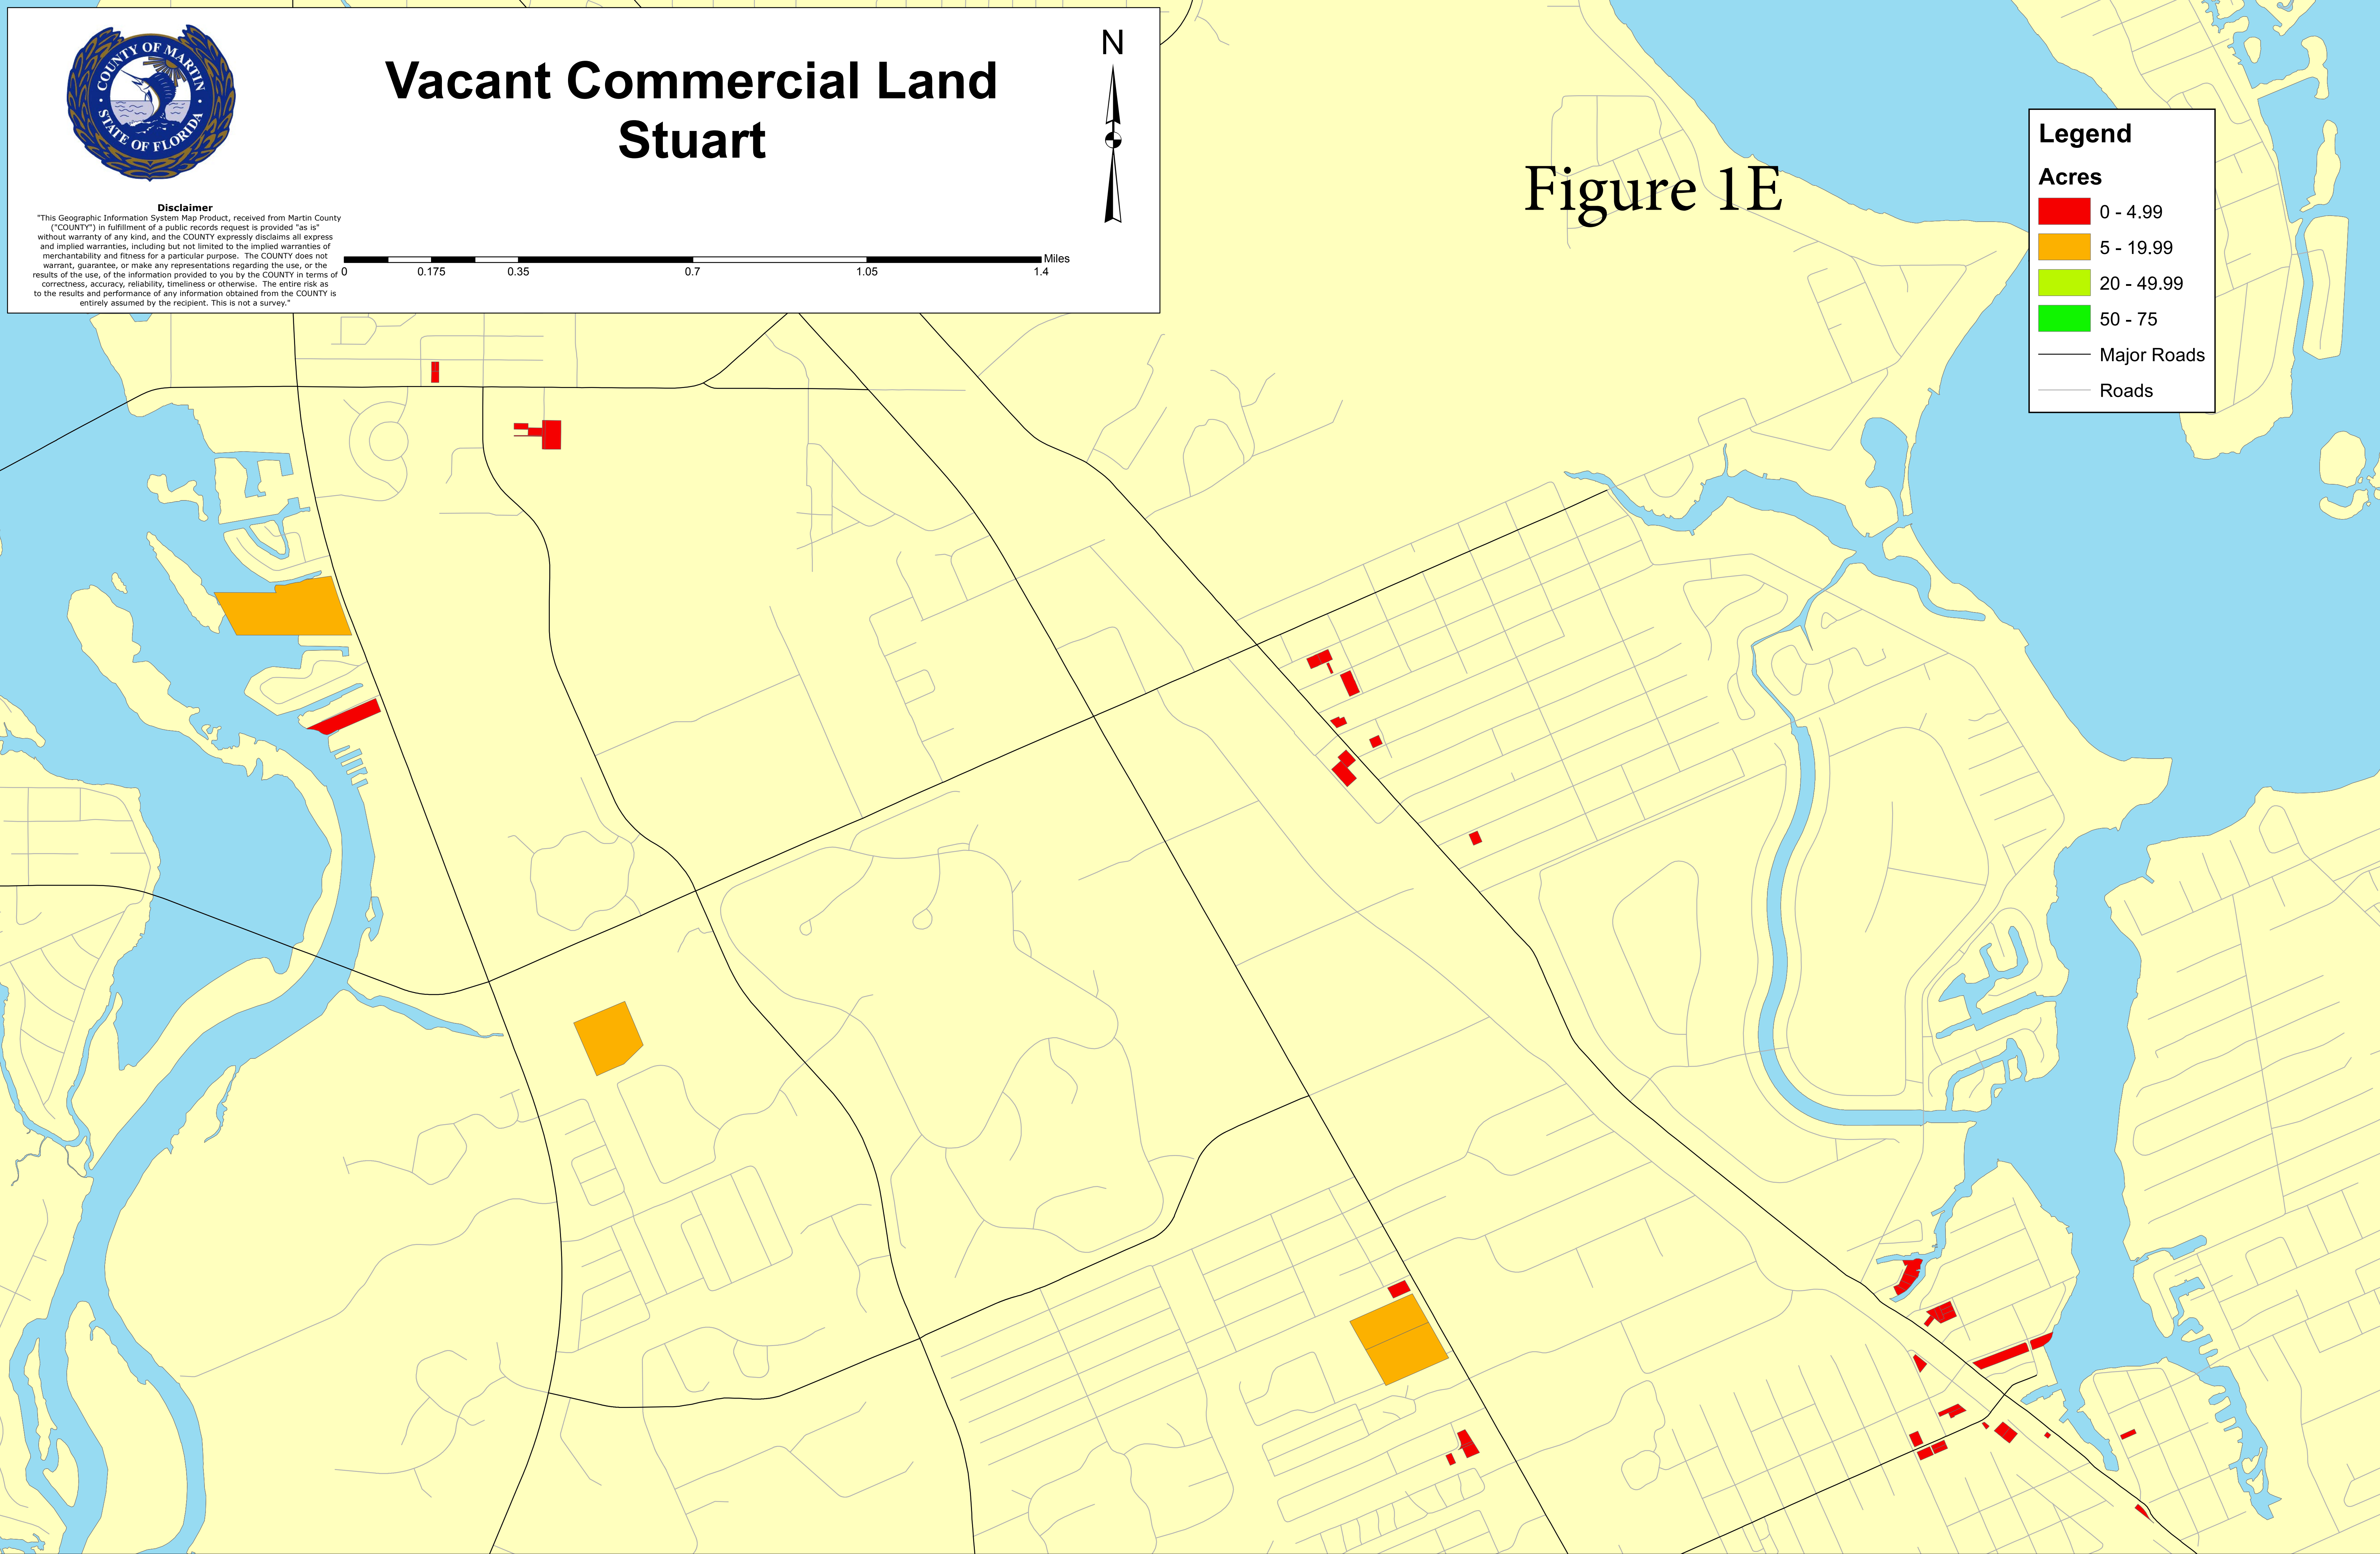 COUNTY OF MARTIN
STATE OF FLORIDA
Vacant Commercial Land
Stuart
N
Disclaimer
"This Geographic Information System Map Product, received from Martin County
("COUNTY") in fulfillment of a public records request is provided "as is"
without warranty of any kind, and the COUNTY expressly disclaims all express
and implied warranties, including but not limited to the implied warranties of
merchantability and fitness for a particular purpose.  The COUNTY does not
warrant, guarantee, or make any representations regarding the use, or the
results of the use, of the information provided to you by the COUNTY in terms of
correctness, accuracy, reliability, timeliness or otherwise.  The entire risk as
to the results and performance of any information obtained from the COUNTY is
entirely assumed by the recipient. This is not a survey."
Miles
0 0.175 0.35 0.7 1.05 1.4
Figure 1E
Legend
Acres
0 - 4.99
5 - 19.99
20 - 49.99
50 - 75
Major Roads
Roads